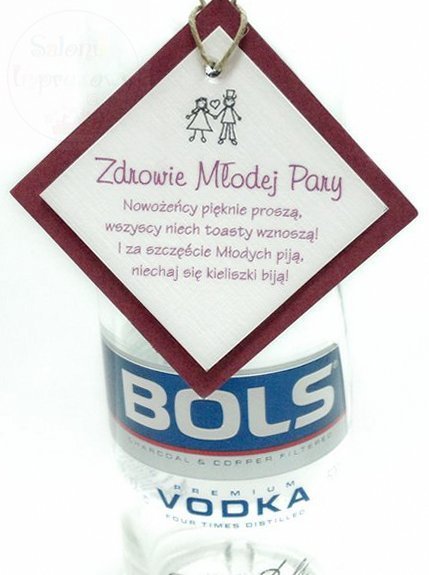 Salonik
Zdrowie Młodej Pary
Nowożeńcy pięknie proszą,
wszyscy niech toasty wznoszą!
I za szczęście Młodych piją,
niechaj się kieliszki biją!
BOLS
CHARCOAL & COPPER FILTERED
PREMIUM
VODKA
FOUR TIMES DISTILLED